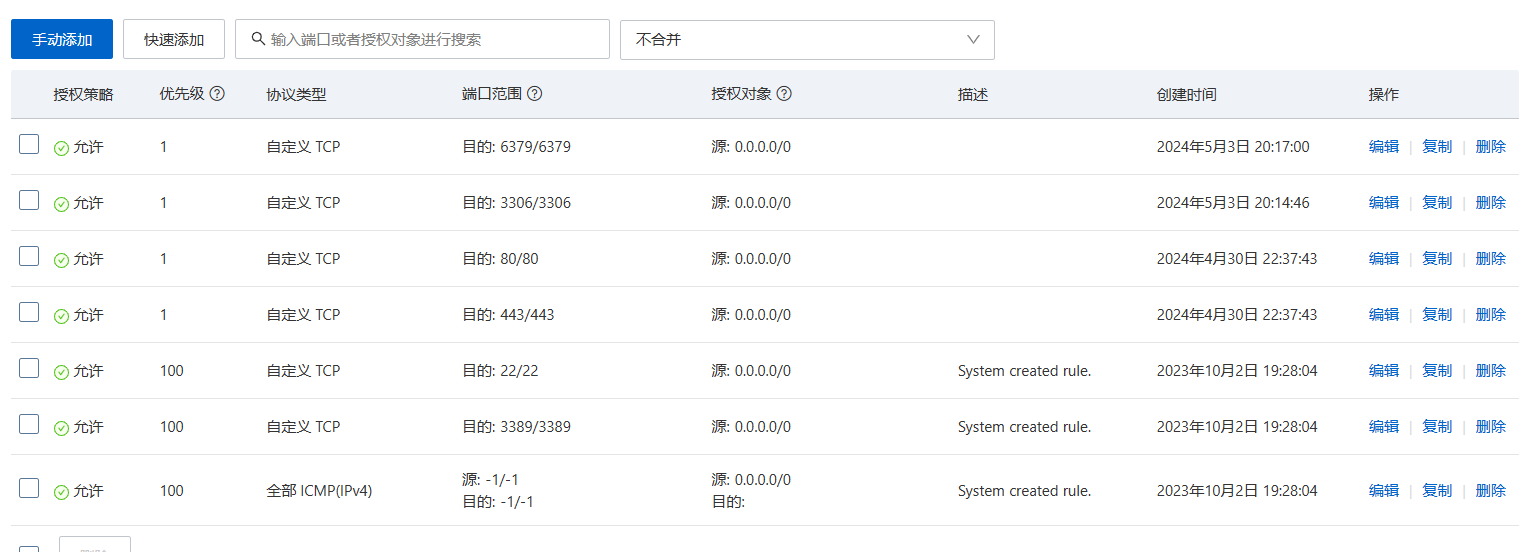 手动添加 快速添加 输入端口或者授权对象进行搜索 不合并
授权策略 优先级 协议类型 端口范围 授权对象 描述 创建时间 操作
允许 1 自定义 TCP 目的: 6379/6379 源: 0.0.0.0/0 2024年5月3日 20:17:00 编辑 | 复制 | 删除
允许 1 自定义 TCP 目的: 3306/3306 源: 0.0.0.0/0 2024年5月3日 20:14:46 编辑 | 复制 | 删除
允许 1 自定义 TCP 目的: 80/80 源: 0.0.0.0/0 2024年4月30日 22:37:43 编辑 | 复制 | 删除
允许 1 自定义 TCP 目的: 443/443 源: 0.0.0.0/0 2024年4月30日 22:37:43 编辑 | 复制 | 删除
允许 100 自定义 TCP 目的: 22/22 源: 0.0.0.0/0 System created rule. 2023年10月2日 19:28:04 编辑 | 复制 | 删除
允许 100 自定义 TCP 目的: 3389/3389 源: 0.0.0.0/0 System created rule. 2023年10月2日 19:28:04 编辑 | 复制 | 删除
源: -1/-1 源: 0.0.0.0/0
允许 100 全部 ICMP(IPv4) System created rule. 2023年10月2日 19:28:04 编辑 | 复制 | 删除
目的: -1/-1 目的: